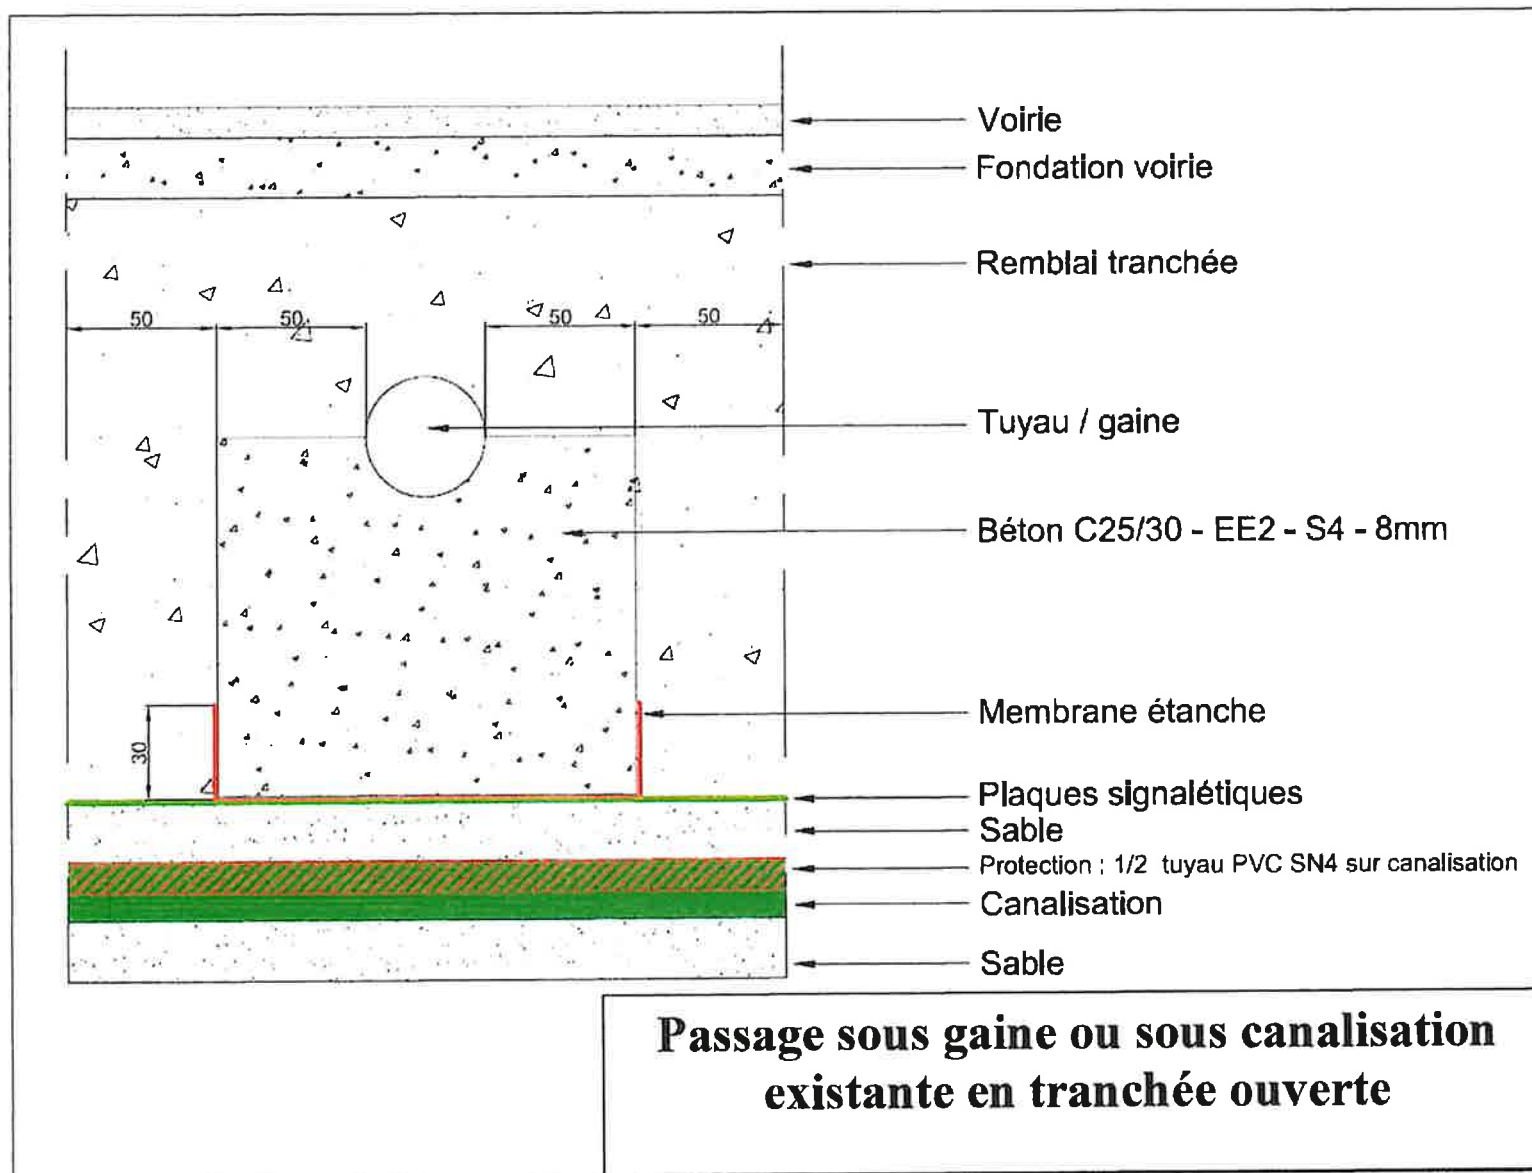 Voirie
Fondation voirie
Remblai tranchée
50 50 50 50
Tuyau / gaine
Béton C25/30 - EE2 - S4 - 8mm
Membrane étanche
30
Plaques signalétiques
Sable
Protection : 1/2 tuyau PVC SN4 sur canalisation
Canalisation
Sable
Passage sous gaine ou sous canalisation
existante en tranchée ouverte